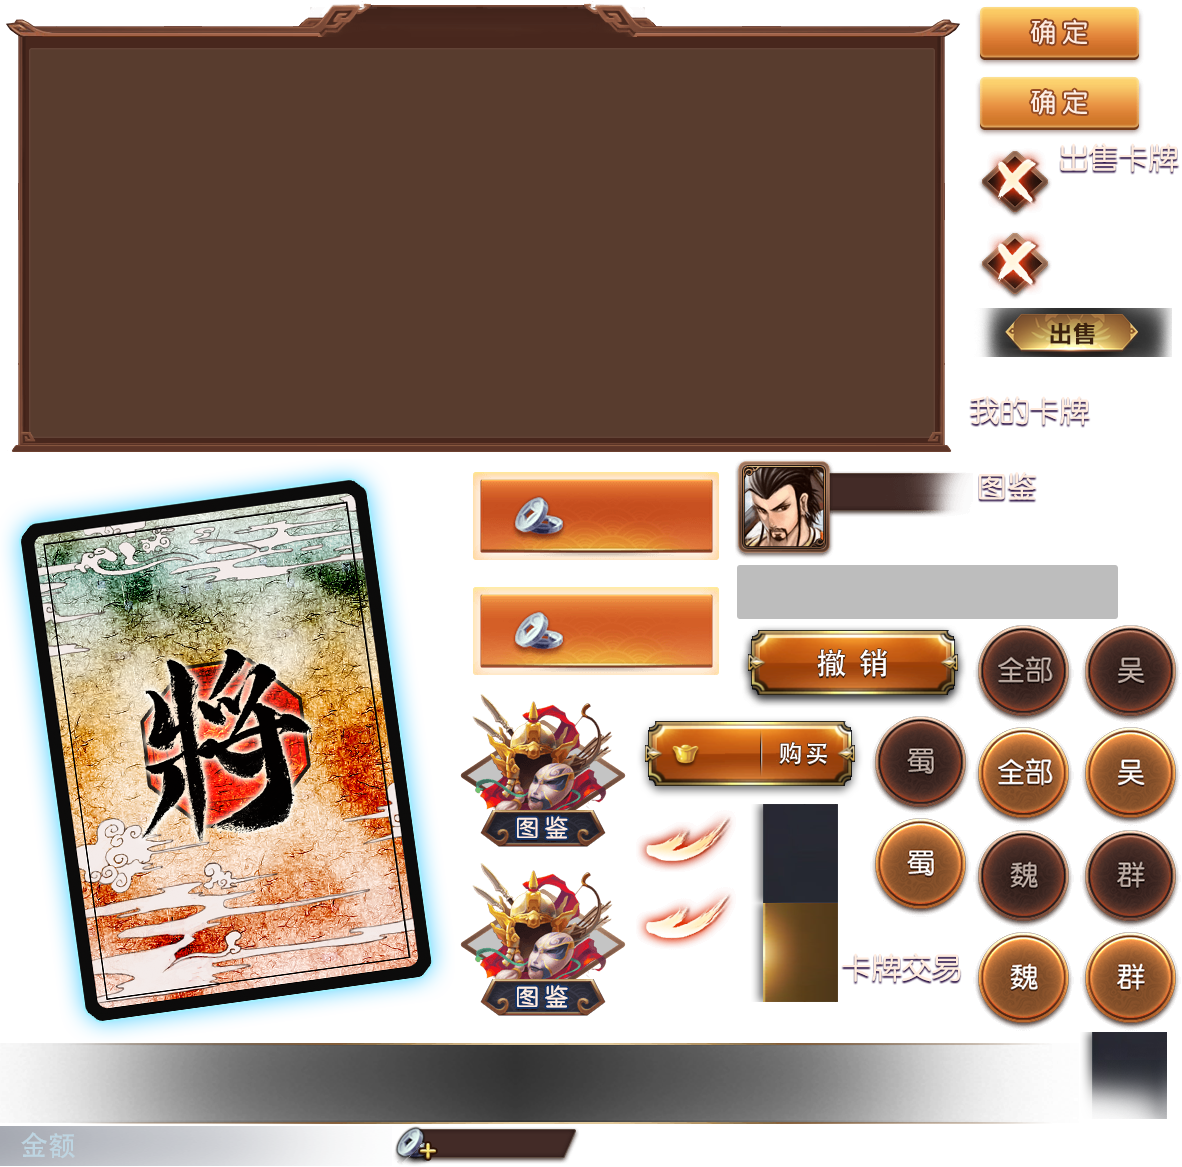 确定
确定
出售卡牌
出售
我的卡牌
图鉴
將
撤销
全部
吴
购买
蜀
全部
吴
图鉴
蜀
魏
群
卡牌交易
魏
群
图鉴
金额